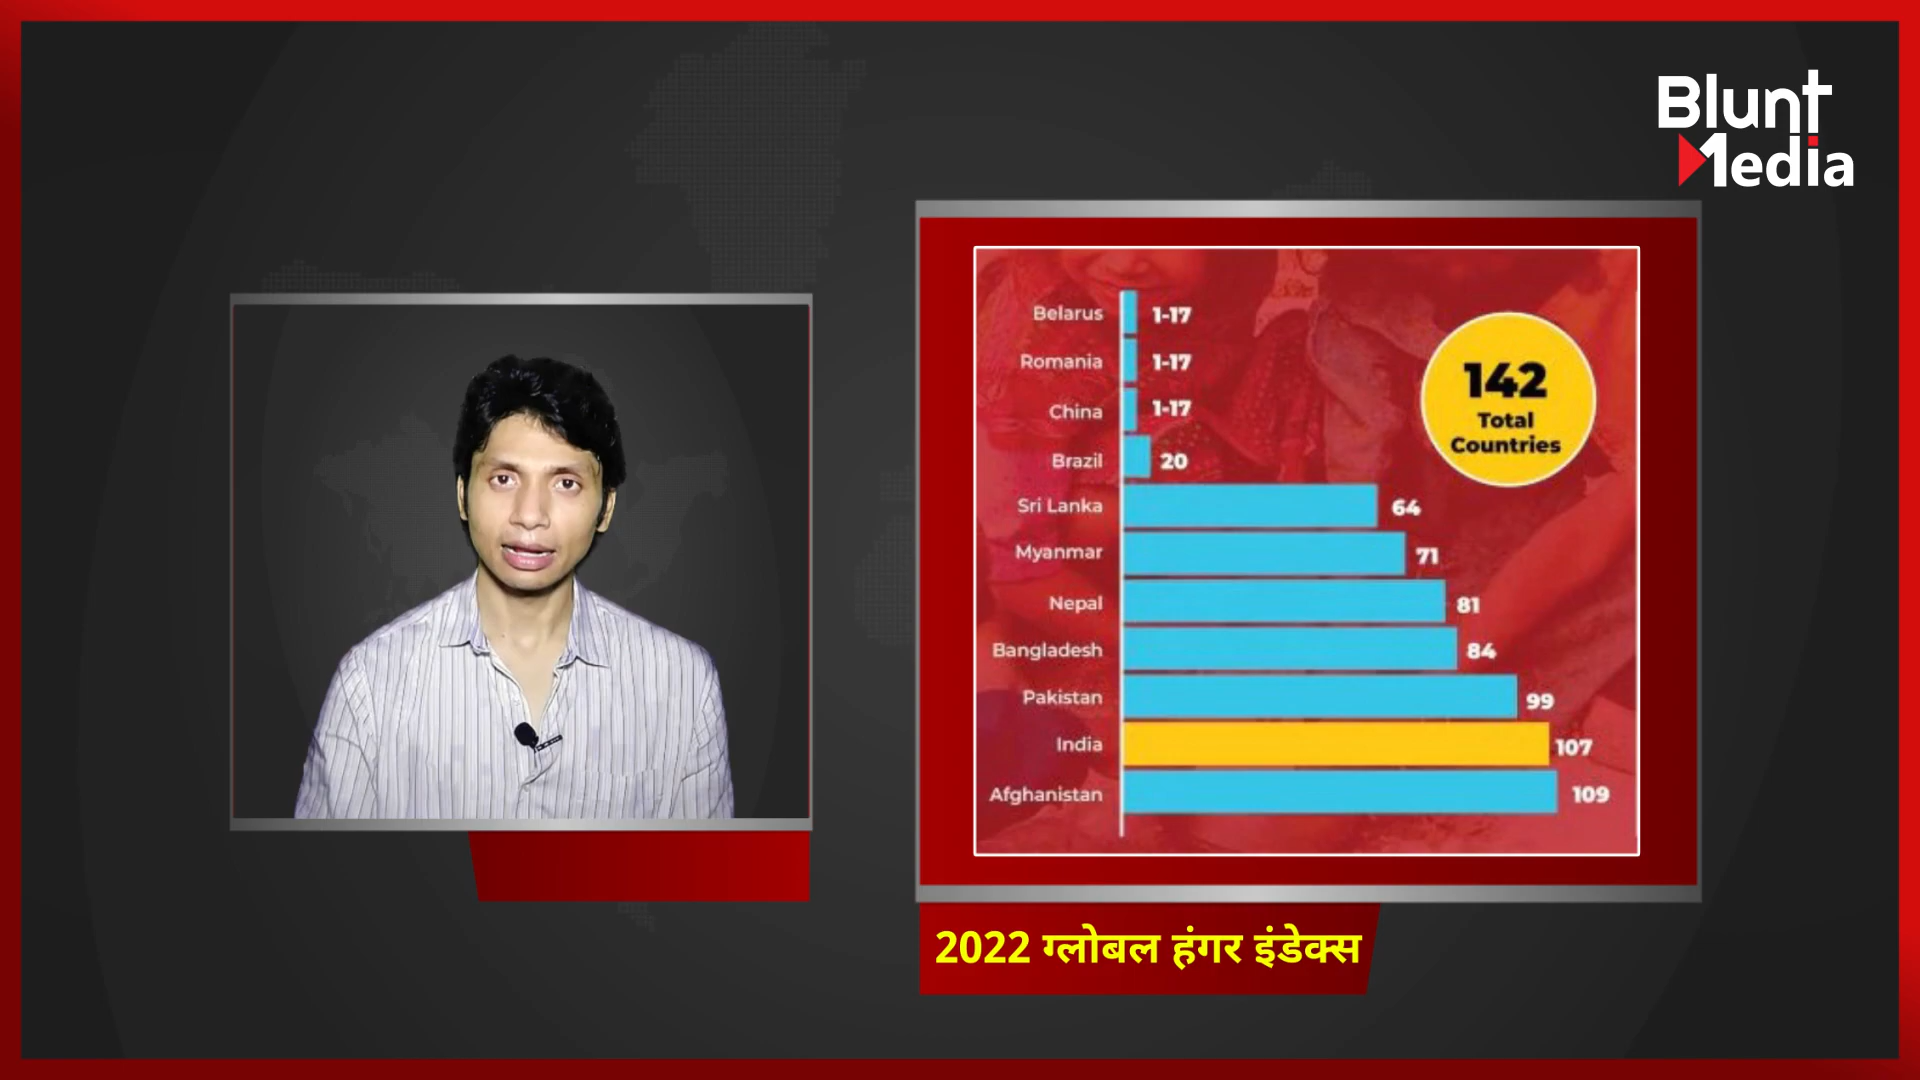 Blunt
Media
Belarus 1-17
Romania 1-17
China 1-17
Brazil 20
Sri Lanka 64
Myanmar 71
Nepal 81
Bangladesh 84
Pakistan 99
India 107
Afghanistan 109
142
Total
Countries
2022 ग्लोबल हंगर इंडेक्स